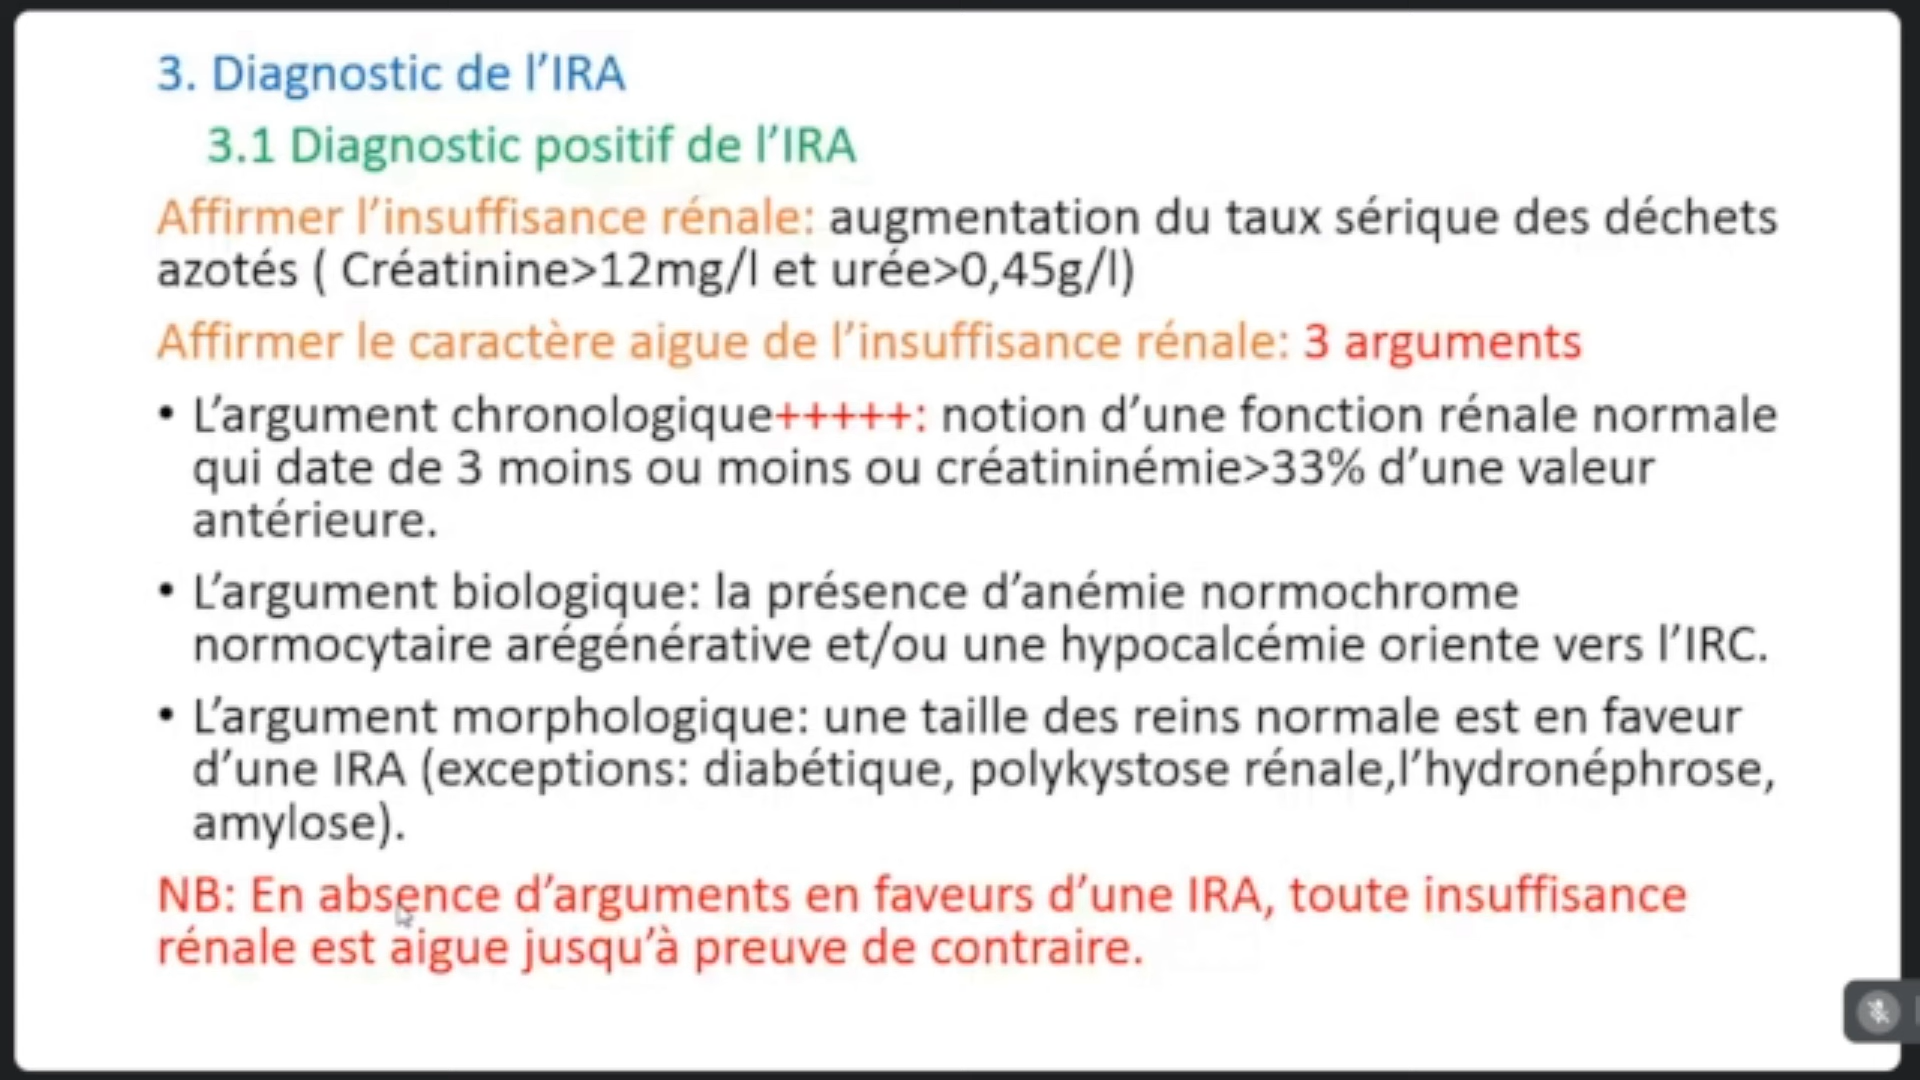 3. Diagnostic de l’IRA
3.1 Diagnostic positif de l’IRA
Affirmer l’insuffisance rénale: augmentation du taux sérique des déchets
azotés ( Créatinine>12mg/l et urée>0,45g/l)
Affirmer le caractère aigue de l’insuffisance rénale: 3 arguments
• L’argument chronologique+++++: notion d’une fonction rénale normale
qui date de 3 moins ou moins ou créatininémie>33% d’une valeur
antérieure.
• L’argument biologique: la présence d’anémie normochrome
normocytaire arégénérative et/ou une hypocalcémie oriente vers l’IRC.
• L’argument morphologique: une taille des reins normale est en faveur
d’une IRA (exceptions: diabétique, polykystose rénale,l’hydronéphrose,
amylose).
NB: En absence d’arguments en faveurs d’une IRA, toute insuffisance
rénale est aigue jusqu’à preuve de contraire.